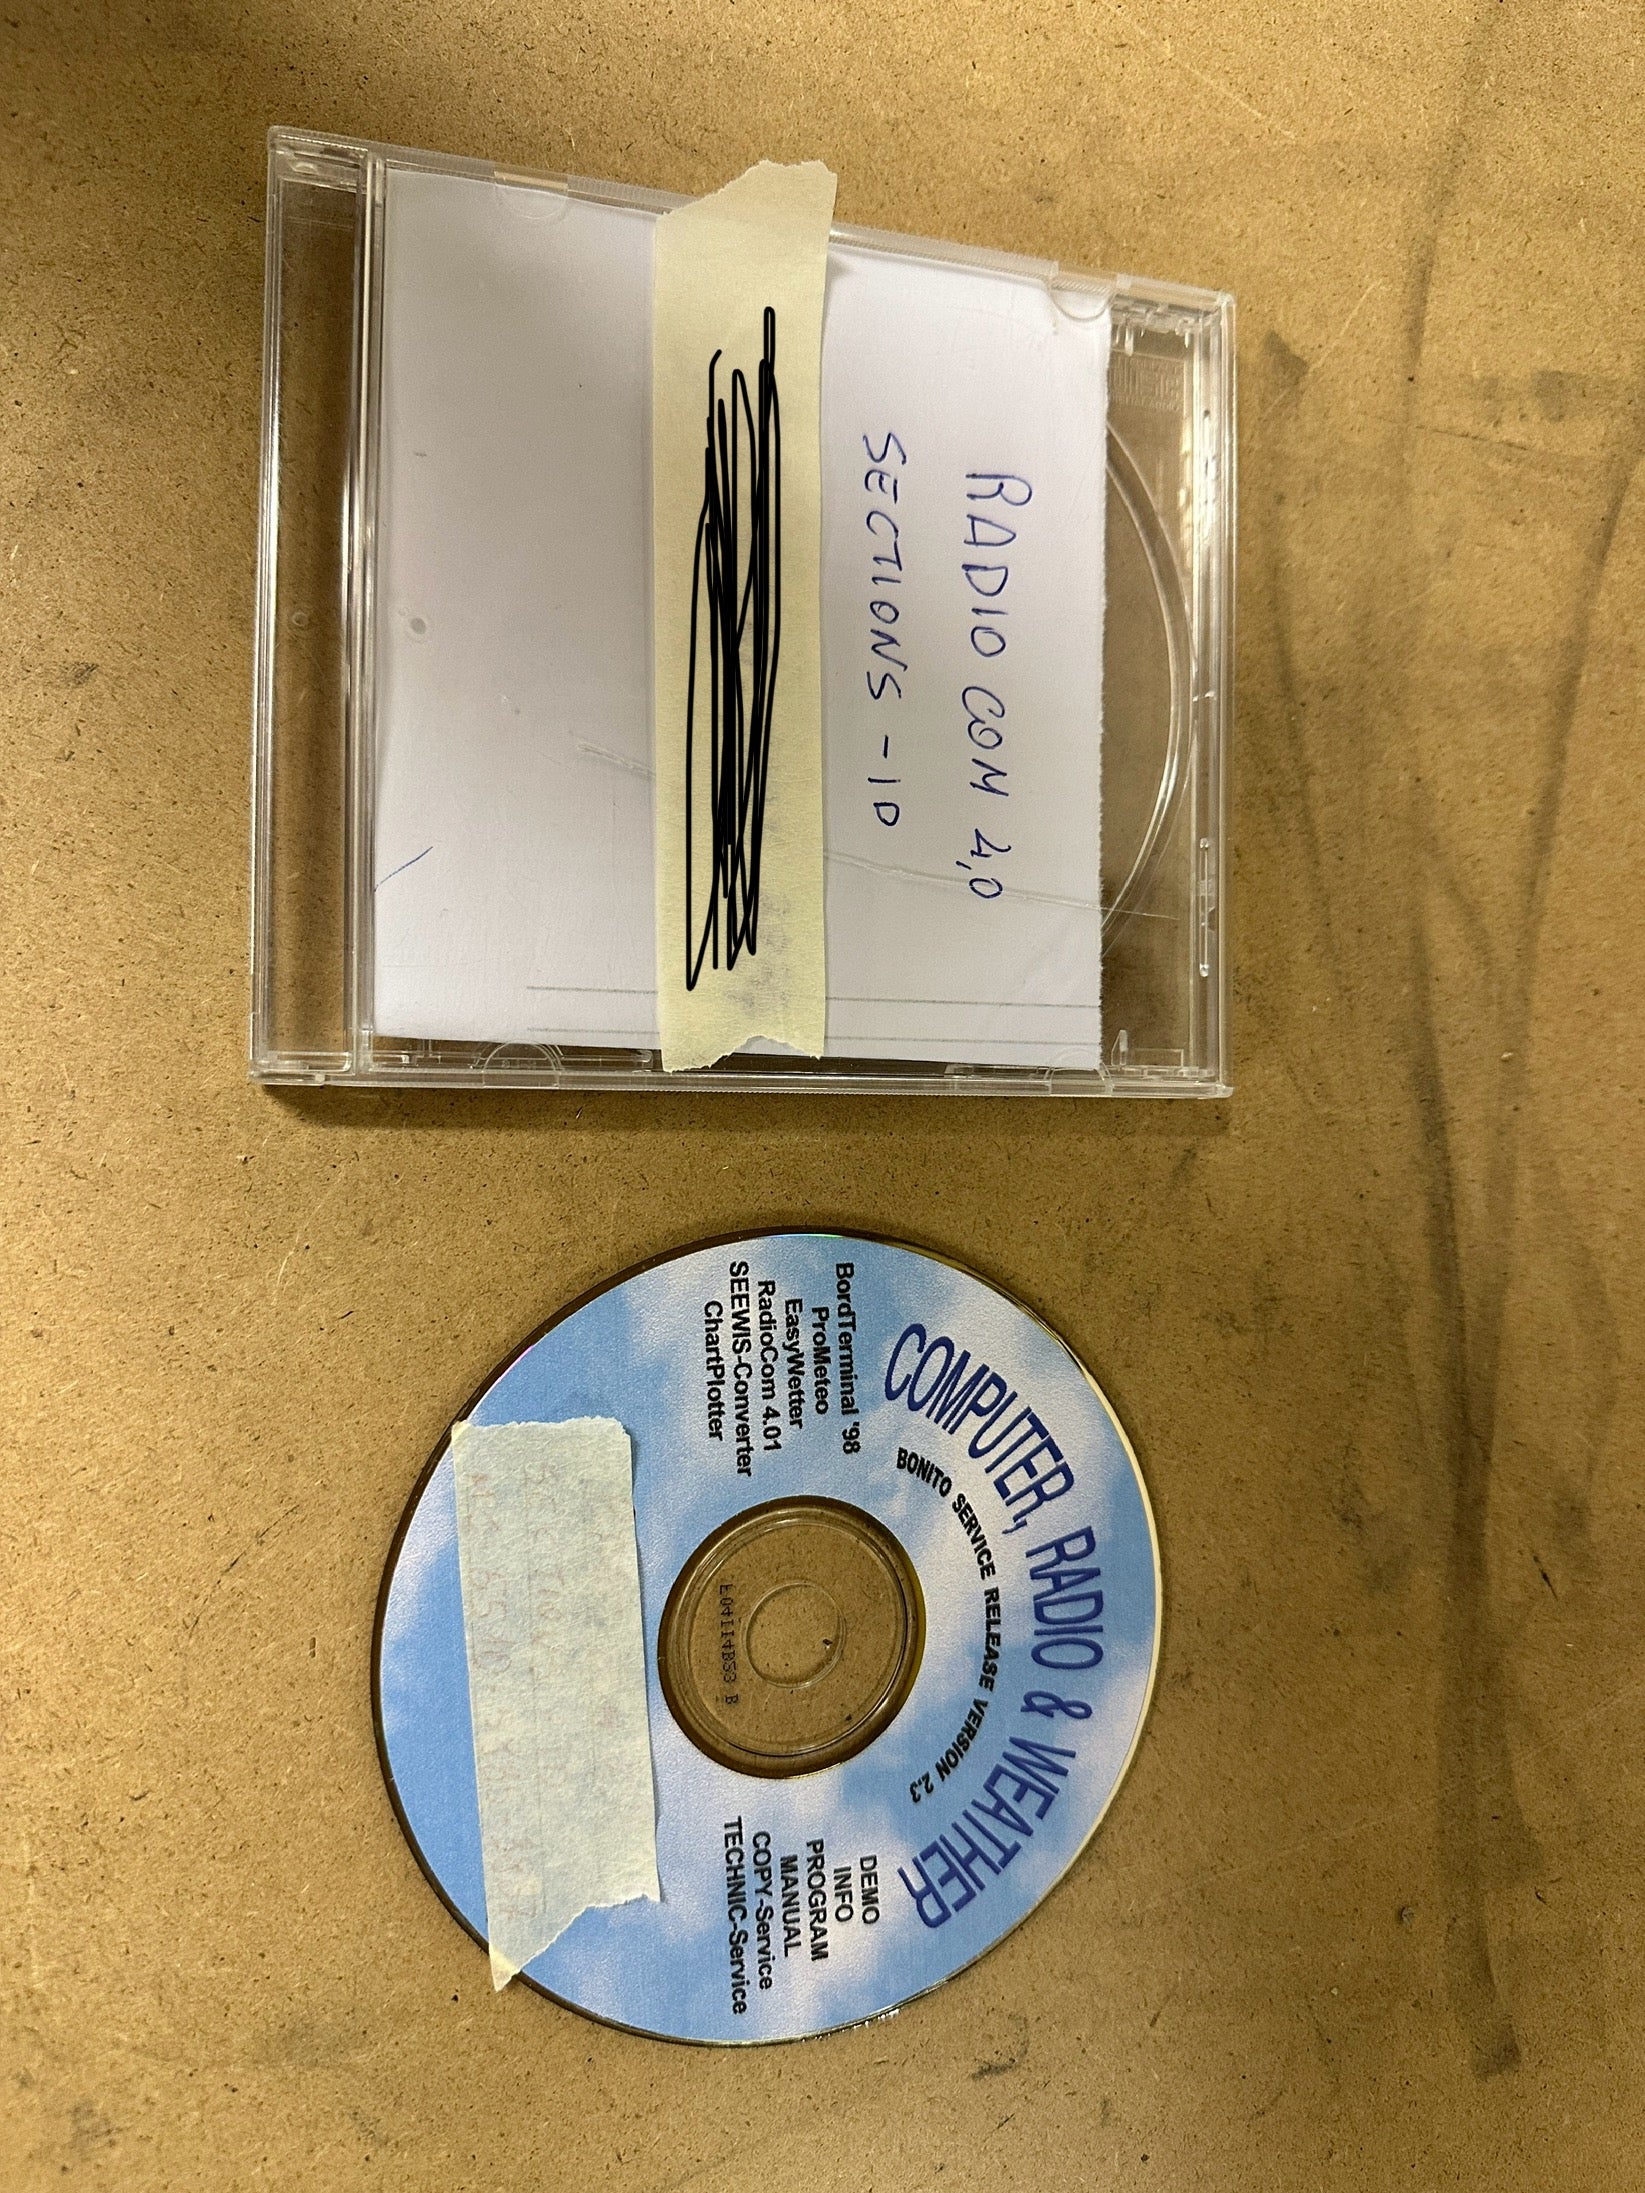 RADIO COM 4,0
SECTIONS - ID
COMPUTER, RADIO & WEATHER
BONITO SERVICE RELEASE VERSION 2.3
BordTerminal '98
ProMeteo
EasyWetter
RadioCom 4.01
SEEWIS-Converter
ChartPlotter
DEMO
INFO
PROGRAM
MANUAL
COPY-Service
TECHNIC-Service